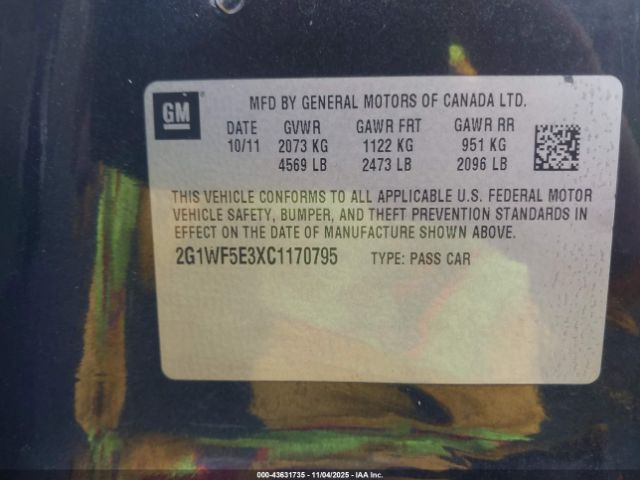 GM
MFD BY GENERAL MOTORS OF CANADA LTD.
DATE GVWR GAWR FRT GAWR RR
10/11 2073 KG 1122 KG 951 KG
4569 LB 2473 LB 2096 LB
THIS VEHICLE CONFORMS TO ALL APPLICABLE U.S. FEDERAL MOTOR
VEHICLE SAFETY, BUMPER, AND THEFT PREVENTION STANDARDS IN
EFFECT ON THE DATE OF MANUFACTURE SHOWN ABOVE.
2G1WF5E3XC1170795 TYPE: PASS CAR
000-43631735 - 11/04/2025 - IAA Inc.